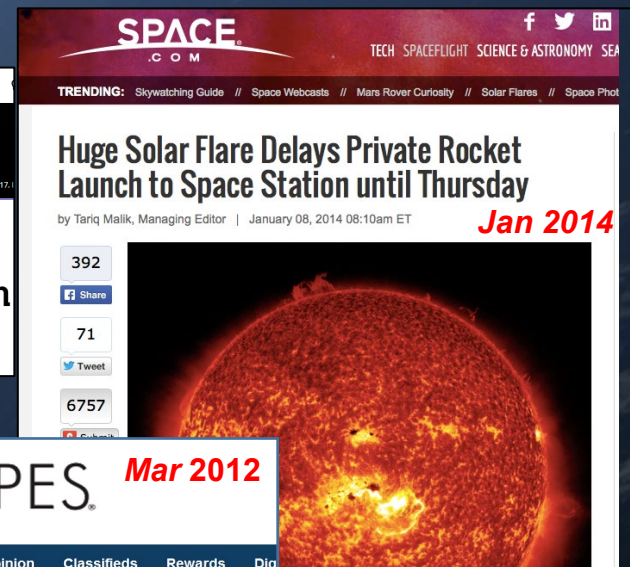 SPACE
.COM
TECH SPACEFLIGHT SCIENCE & ASTRONOMY
TRENDING: Skywatching Guide // Space Webcasts // Mars Rover Curiosity // Solar Flares // Space
Huge Solar Flare Delays Private Rocket
Launch to Space Station until Thursday
by Tariq Malik, Managing Editor | January 08, 2014 08:10am ET
Jan 2014
392
Share
71
Tweet
6757
Submit
17.
PES
Mar 2012
Classifieds Rewards